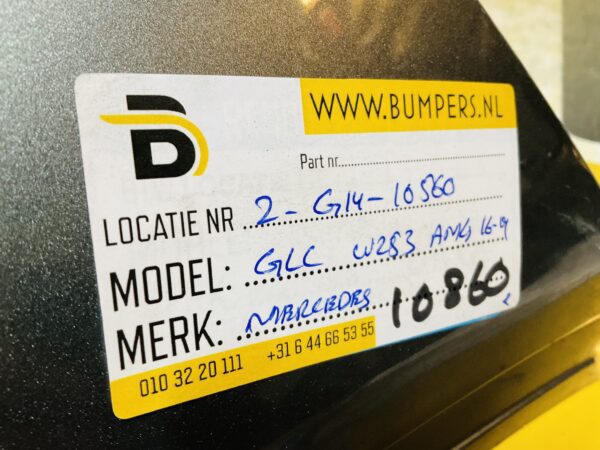 WWW.BUMPERS.NL
B
Part nr.
LOCATIE NR 2-G14-10860
MODEL: GLC W253 AMG 16-19
MERK: MERCEDES 10860
010 32 20 111 +31 6 44 66 53 55